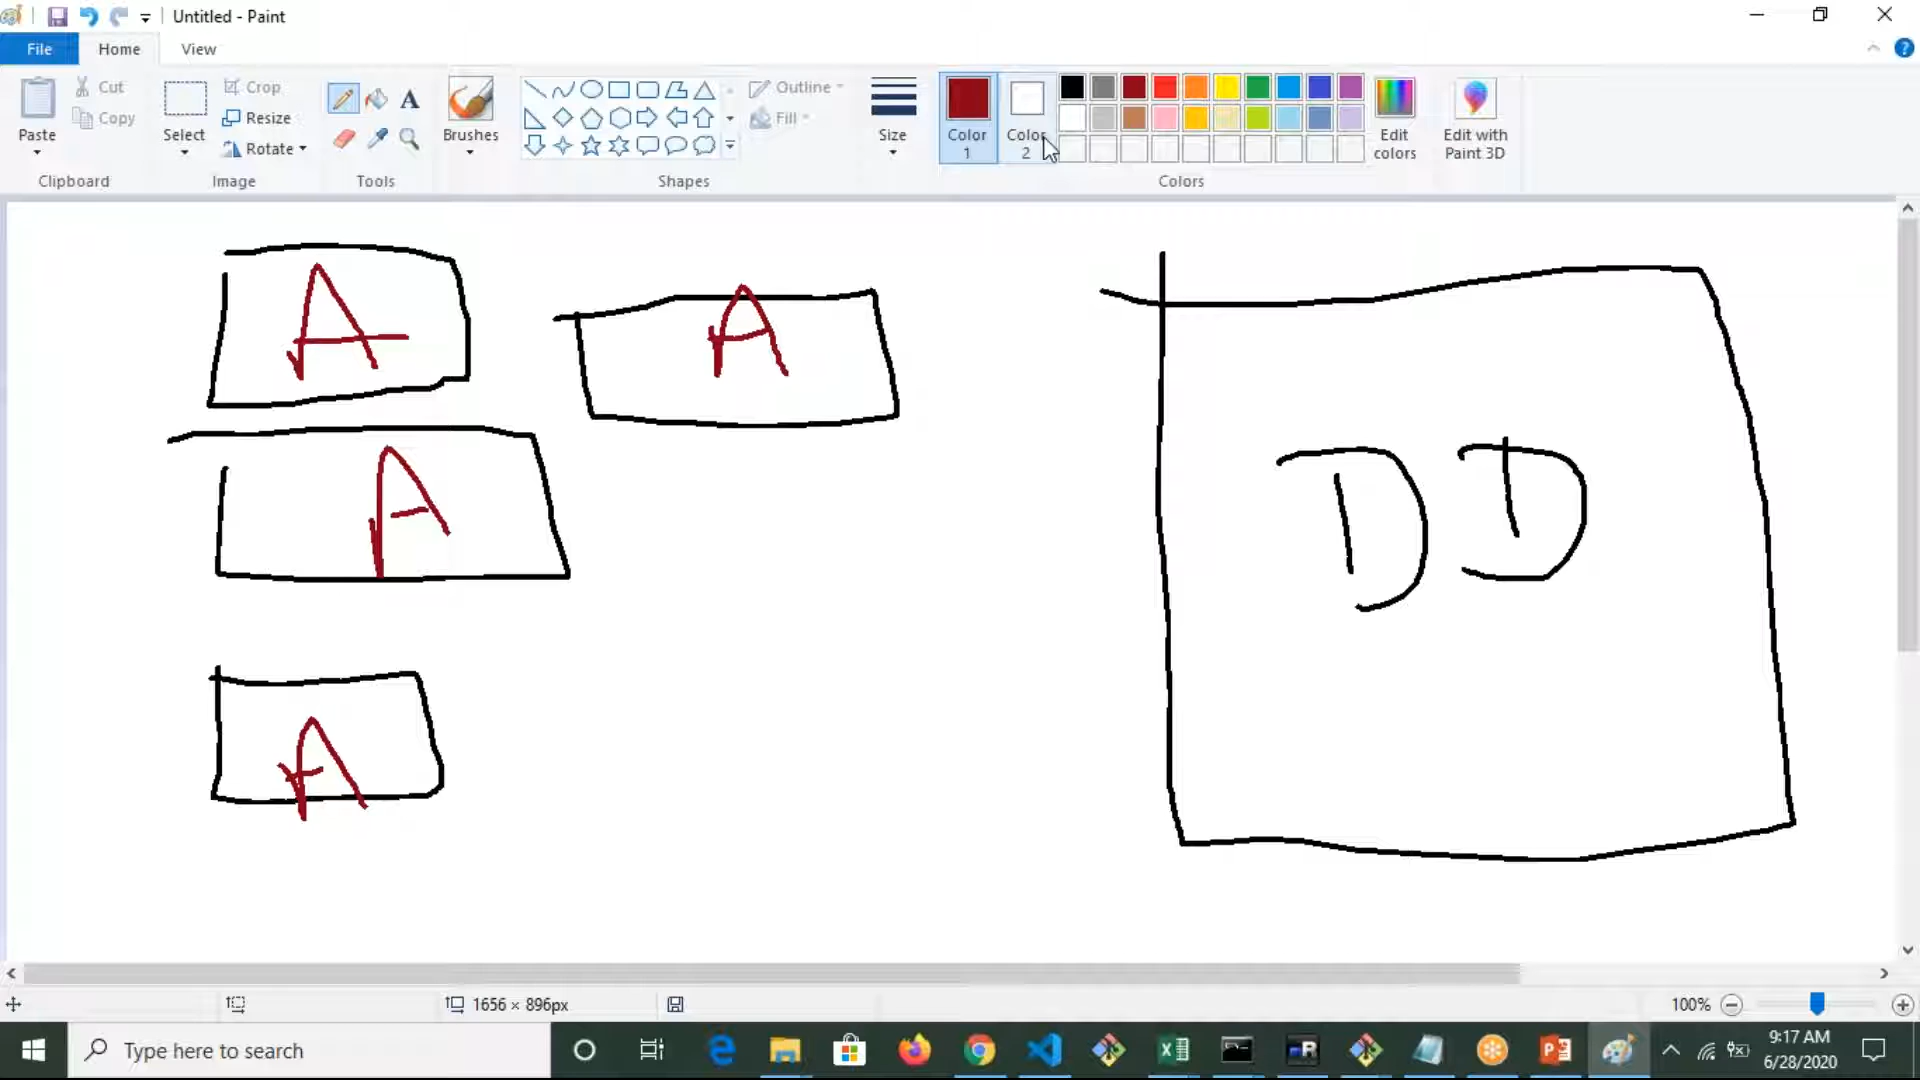 Untitled - Paint
File Home View
Paste
Cut
Copy
Clipboard
Select
Crop
Resize
Rotate
Image
A
Tools
Brushes
Shapes
Outline
Fill
Size
Color 1
Color 2
Edit colors
Edit with Paint 3D
Colors
A
A
A
A
D D
1656 × 896px
100%
Type here to search
9:17 AM
6/28/2020